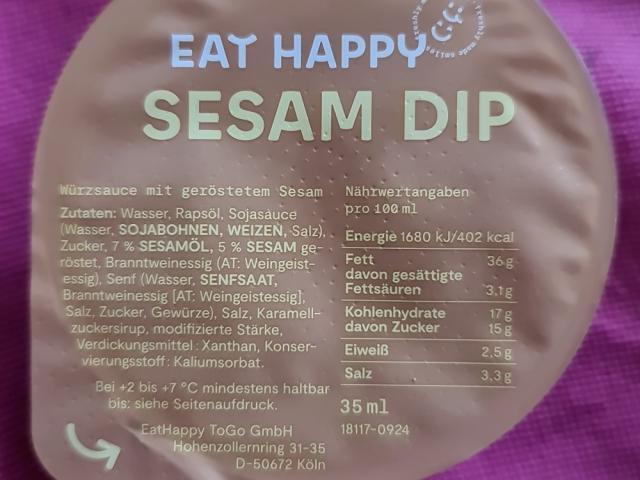 EAT HAPPY
SESAM DIP
Würzsauce mit geröstetem Sesam
Zutaten: Wasser, Rapsöl, Sojasauce
(Wasser, SOJABOHNEN, WEIZEN, Salz),
Zucker, 7 % SESAMÖL, 5 % SESAM ge-
röstet, Branntweinessig (AT: Weingeist-
essig), Senf (Wasser, SENFSAAT,
Branntweinessig [AT: Weingeistessig],
Salz, Zucker, Gewürze), Salz, Karamell-
zuckersirup, modifizierte Stärke,
Verdickungsmittel: Xanthan, Konser-
vierungsstoff: Kaliumsorbat.
Bei +2 bis +7 °C mindestens haltbar
bis: siehe Seitenaufdruck.
EatHappy ToGo GmbH
Hohenzollernring 31-35
D-50672 Köln
Nährwertangaben
pro 100 ml
Energie 1680 kJ/402 kcal
Fett 36 g
davon gesättigte
Fettsäuren 3,1 g
Kohlenhydrate 17 g
davon Zucker 15 g
Eiweiß 2,5 g
Salz 3,3 g
35 ml
18117-0924